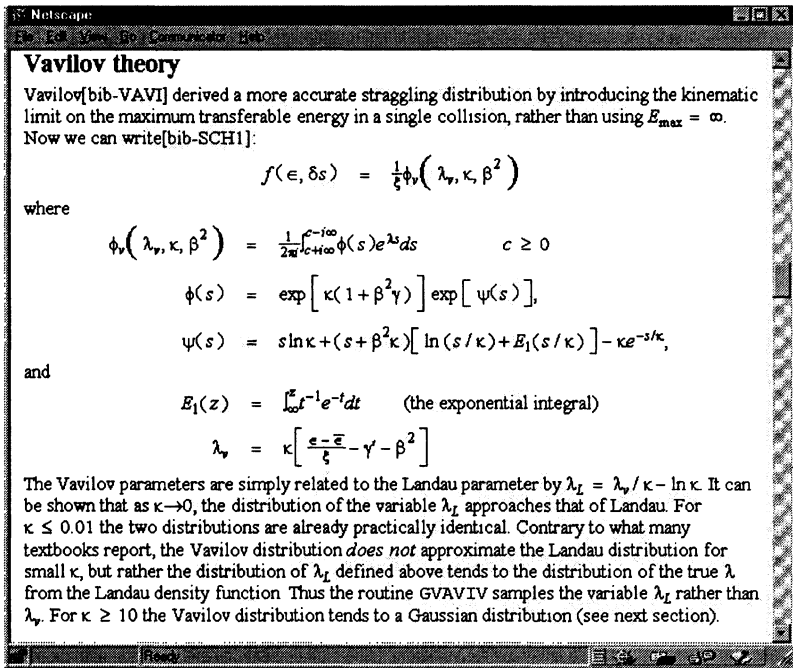 Netscape
File Edit View Go Communicator Help
Vavilov theory
Vavilov[bib-VAVI] derived a more accurate straggling distribution by introducing the kinematic
limit on the maximum transferable energy in a single collision, rather than using E_max = ∞.
Now we can write[bib-SCH1]:
f(∈, δs) = 1/ξ ϕ_v( λ_v, κ, β² )
where
ϕ_v( λ_v, κ, β² ) = 1/2πi ∫_{c+i∞}^{c−i∞} ϕ(s)e^{λs}ds c ≥ 0
ϕ(s) = exp[ κ(1+β²γ) ] exp[ ψ(s) ],
ψ(s) = s ln κ+(s+β²κ)[ ln (s/κ)+E₁(s/κ) ]−κe^{−s/κ},
and
E₁(z) = ∫_∞^z t⁻¹e⁻ᵗdt (the exponential integral)
λ_v = κ[ (∈−∈̅)/ξ − γ′ − β² ]
The Vavilov parameters are simply related to the Landau parameter by λ_L = λ_v/κ − ln κ. It can
be shown that as κ→0, the distribution of the variable λ_L approaches that of Landau. For
κ ≤ 0.01 the two distributions are already practically identical. Contrary to what many
textbooks report, the Vavilov distribution does not approximate the Landau distribution for
small κ, but rather the distribution of λ_L defined above tends to the distribution of the true λ
from the Landau density function Thus the routine GVAVIV samples the variable λ_L rather than
λ_v. For κ ≥ 10 the Vavilov distribution tends to a Gaussian distribution (see next section).
Ready